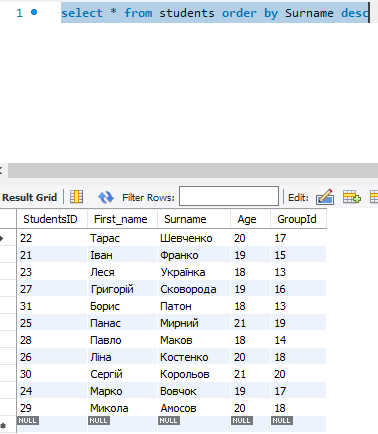 1 select * from students order by Surname desc
Result Grid Filter Rows: Edit:
StudentsID First_name Surname Age GroupId
22 Тарас Шевченко 20 17
21 Іван Франко 19 15
23 Леся Українка 18 13
27 Григорій Сковорода 19 16
31 Борис Патон 18 13
25 Панас Мирний 21 19
28 Павло Маков 18 14
26 Ліна Костенко 20 18
30 Сергій Корольов 21 20
24 Марко Вовчок 19 17
29 Микола Амосов 20 18
NULL NULL NULL NULL NULL